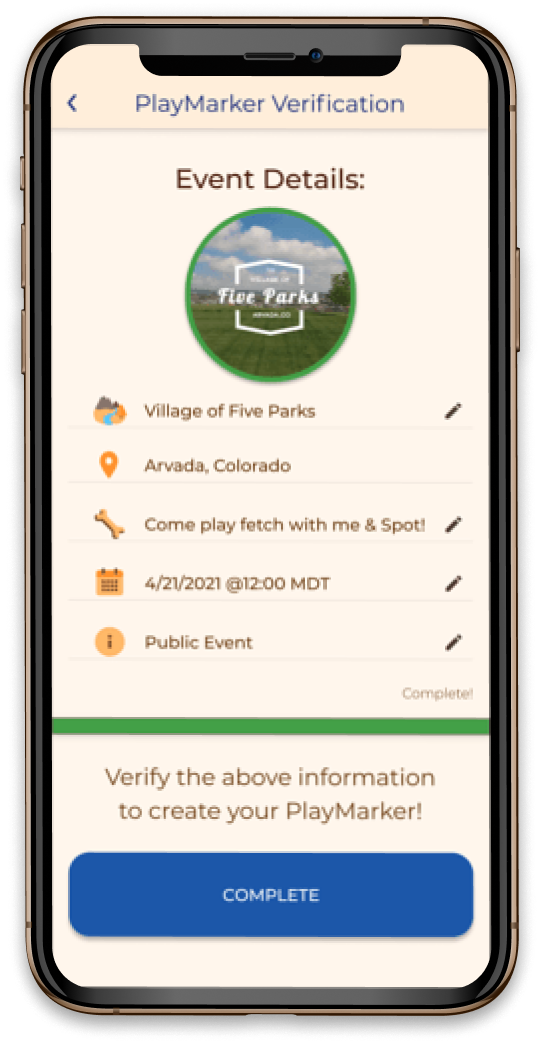 PlayMarker Verification
Event Details:
THE
VILLAGE OF
Five Parks
ARVADA, CO
Village of Five Parks
Arvada, Colorado
Come play fetch with me & Spot!
4/21/2021 @12:00 MDT
Public Event
Complete!
Verify the above information
to create your PlayMarker!
COMPLETE